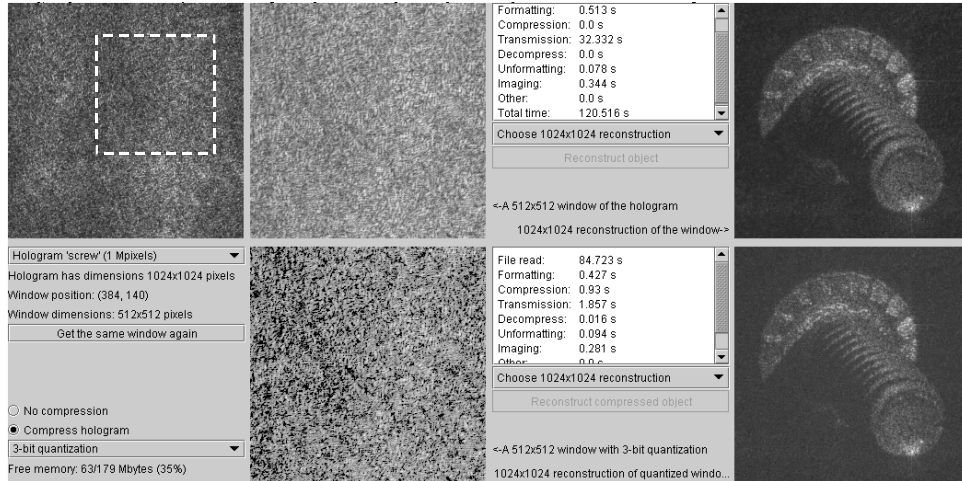 Formatting: 0.513 s
Compression: 0.0 s
Transmission: 32.332 s
Decompress: 0.0 s
Unformatting: 0.078 s
Imaging: 0.344 s
Other: 0.0 s
Total time: 120.516 s
Choose 1024x1024 reconstruction
Reconstruct object
<-A 512x512 window of the hologram
1024x1024 reconstruction of the window->
Hologram 'screw' (1 Mpixels)
Hologram has dimensions 1024x1024 pixels
Window position: (384, 140)
Window dimensions: 512x512 pixels
Get the same window again
No compression
Compress hologram
3-bit quantization
Free memory: 63/179 Mbytes (35%)
File read: 84.723 s
Formatting: 0.427 s
Compression: 0.93 s
Transmission: 1.857 s
Decompress: 0.016 s
Unformatting: 0.094 s
Imaging: 0.281 s
Other: 0.0 s
Choose 1024x1024 reconstruction
Reconstruct compressed object
<-A 512x512 window with 3-bit quantization
1024x1024 reconstruction of quantized windo...